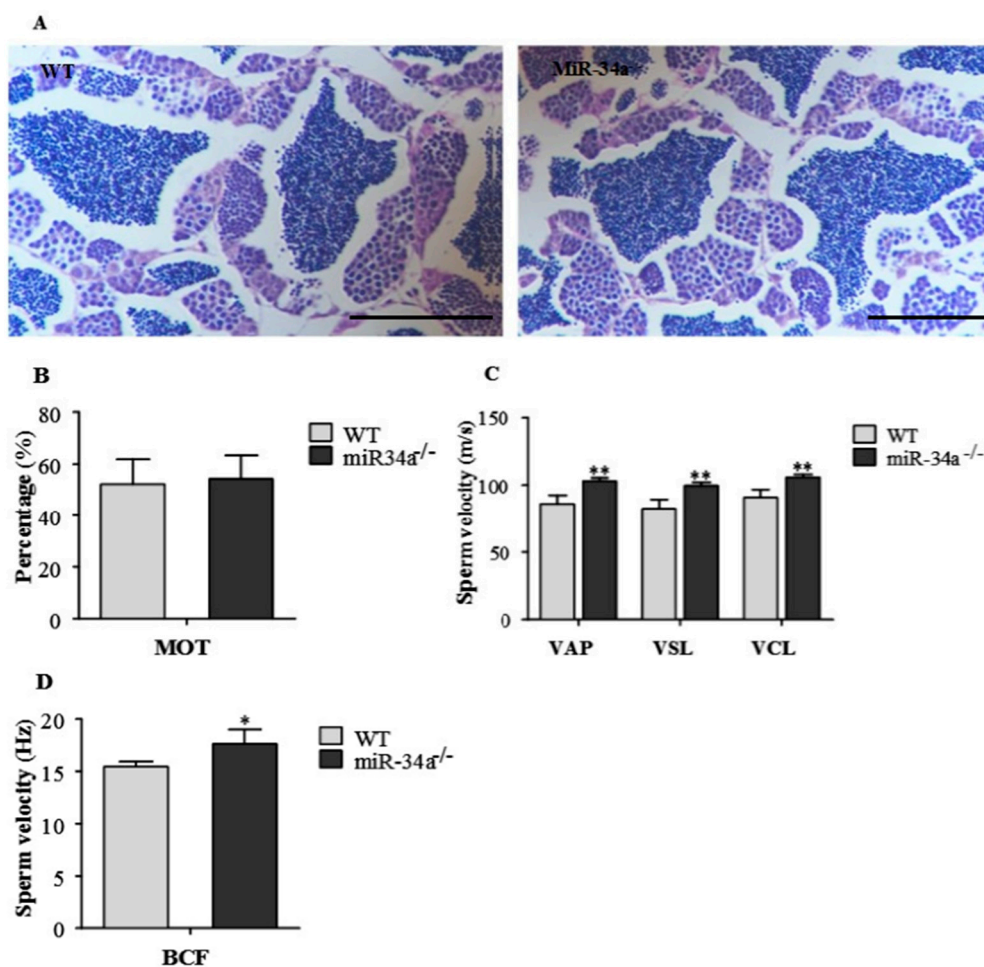 A
WT
MiR-34a
B
Percentage (%)
80
60
40
20
0
MOT
WT
miR34a-/-
C
Sperm velocity (m/s)
150
100
50
0
** ** **
VAP VSL VCL
WT
miR-34a-/-
D
Sperm velocity (Hz)
20
15
10
5
0
*
BCF
WT
miR-34a-/-